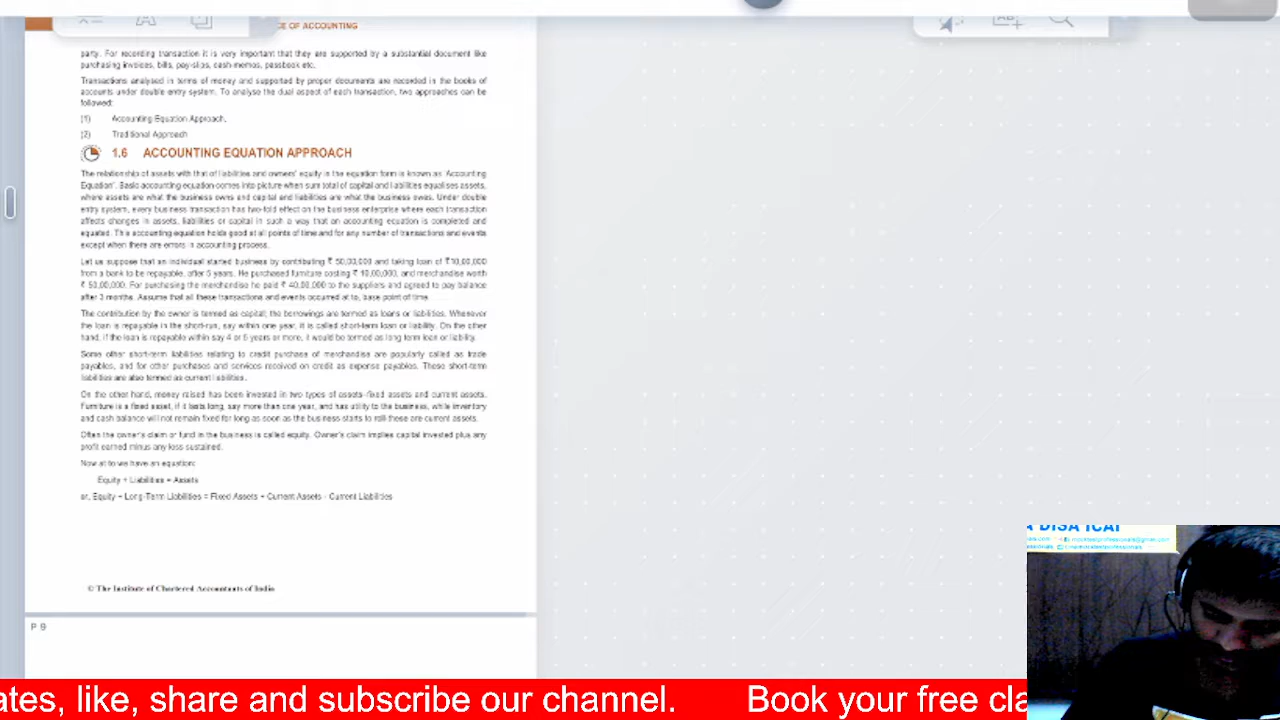 CE OF ACCOUNTING
party. For recording transaction it is very important that they are supported by a substantial document like
purchasing invoices, bills, pay-slips, cash-memos, passbook etc.
Transactions analysed in terms of money and supported by proper documents are recorded in the books of
accounts under double entry system. To analyse the dual aspect of each transaction, two approaches can be
followed:
(1) Accounting Equation Approach.
(2) Traditional Approach
1.6 ACCOUNTING EQUATION APPROACH
The relationship of assets with that of liabilities and owners' equity in the equation form is known as 'Accounting
Equation'. Basic accounting equation comes into picture when sum total of capital and liabilities equalises assets,
where assets are what the business owns and capital and liabilities are what the business owes. Under double
entry system, every business transaction has two-fold effect on the business enterprise where each transaction
affects changes in assets, liabilities or capital in such a way that an accounting equation is completed and
equated. This accounting equation holds good at all points of time and for any number of transactions and events
except when there are errors in accounting process.
Let us suppose that an individual started business by contributing ₹ 50,00,000 and taking loan of ₹10,00,000
from a bank to be repayable, after 5 years. He purchased furniture costing ₹ 10,00,000, and merchandise worth
₹ 50,00,000. For purchasing the merchandise he paid ₹ 40,00,000 to the suppliers and agreed to pay balance
after 3 months. Assume that all these transactions and events occurred at to, base point of time.
The contribution by the owner is termed as capital; the borrowings are termed as loans or liabilities. Whenever
the loan is repayable in the short-run, say within one year, it is called short-term loan or liability. On the other
hand, if the loan is repayable within say 4 or 5 years or more, it would be termed as long term loan or liability.
Some other short-term liabilities relating to credit purchase of merchandise are popularly called as trade
payables, and for other purchases and services received on credit as expense payables. These short-term
liabilities are also termed as current liabilities.
On the other hand, money raised has been invested in two types of assets-fixed assets and current assets.
Furniture is a fixed asset, if it lasts long, say more than one year, and has utility to the business, while inventory
and cash balance will not remain fixed for long as soon as the business starts to roll-these are current assets.
Often the owner's claim or fund in the business is called equity. Owner's claim implies capital invested plus any
profit earned minus any loss sustained.
Now at to we have an equation:
Equity + Liabilities = Assets
or, Equity + Long-Term Liabilities = Fixed Assets + Current Assets - Current Liabilities
© The Institute of Chartered Accountants of India
P 9
A DISA ICAI
ates, like, share and subscribe our channel. Book your free cla